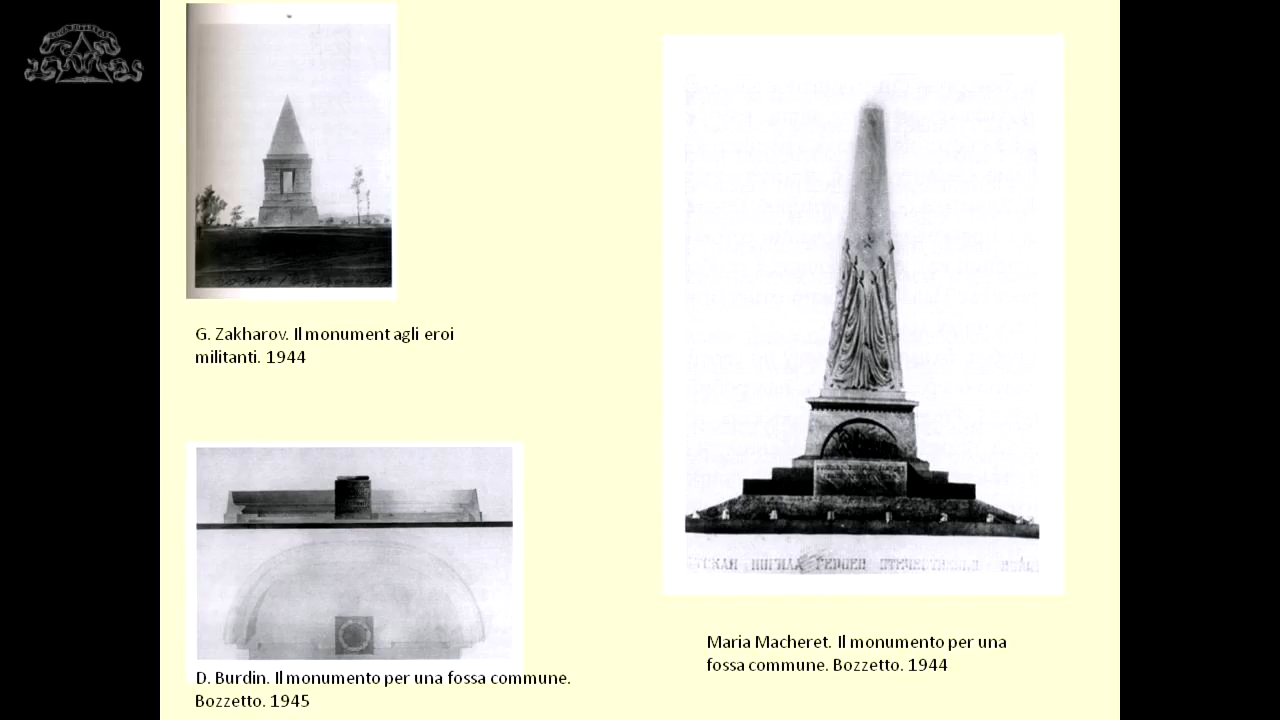 G. Zakharov. Il monument agli eroi
militanti. 1944
D. Burdin. Il monumento per una fossa commune.
Bozzetto. 1945
Maria Macheret. Il monumento per una
fossa commune. Bozzetto. 1944